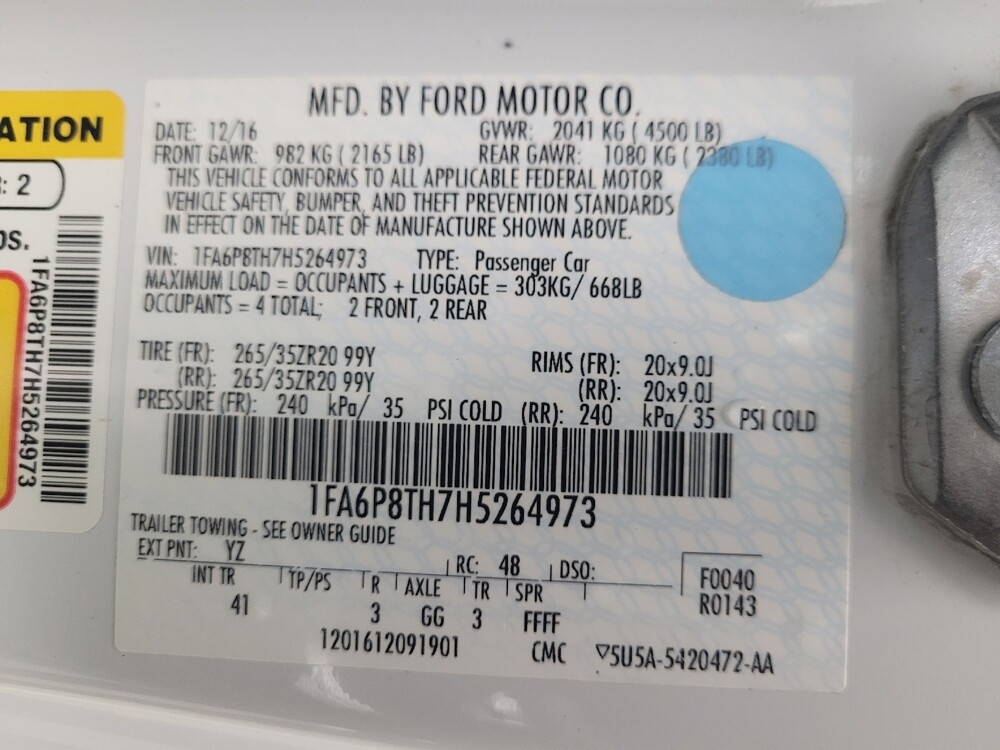 ATION
: 2
OS.
1FA6P8TH7H5264973
MFD. BY FORD MOTOR CO.
DATE: 12/16 GVWR: 2041 KG ( 4500 LB)
FRONT GAWR: 982 KG ( 2165 LB) REAR GAWR: 1080 KG ( 2380 LB)
THIS VEHICLE CONFORMS TO ALL APPLICABLE FEDERAL MOTOR
VEHICLE SAFETY, BUMPER, AND THEFT PREVENTION STANDARDS
IN EFFECT ON THE DATE OF MANUFACTURE SHOWN ABOVE.
VIN: 1FA6P8TH7H5264973 TYPE: Passenger Car
MAXIMUM LOAD = OCCUPANTS + LUGGAGE = 303KG/ 668LB
OCCUPANTS = 4 TOTAL; 2 FRONT, 2 REAR
TIRE (FR): 265/35ZR20 99Y RIMS (FR): 20x9.0J
(RR): 265/35ZR20 99Y (RR): 20x9.0J
PRESSURE (FR): 240 kPa/ 35 PSI COLD (RR): 240 kPa/ 35 PSI COLD
1FA6P8TH7H5264973
TRAILER TOWING - SEE OWNER GUIDE
EXT PNT: YZ RC: 48 DSO: F0040
INT TR TP/PS R AXLE TR SPR R0143
41 3 GG 3 FFFF
1201612091901 CMC ▽5U5A-5420472-AA